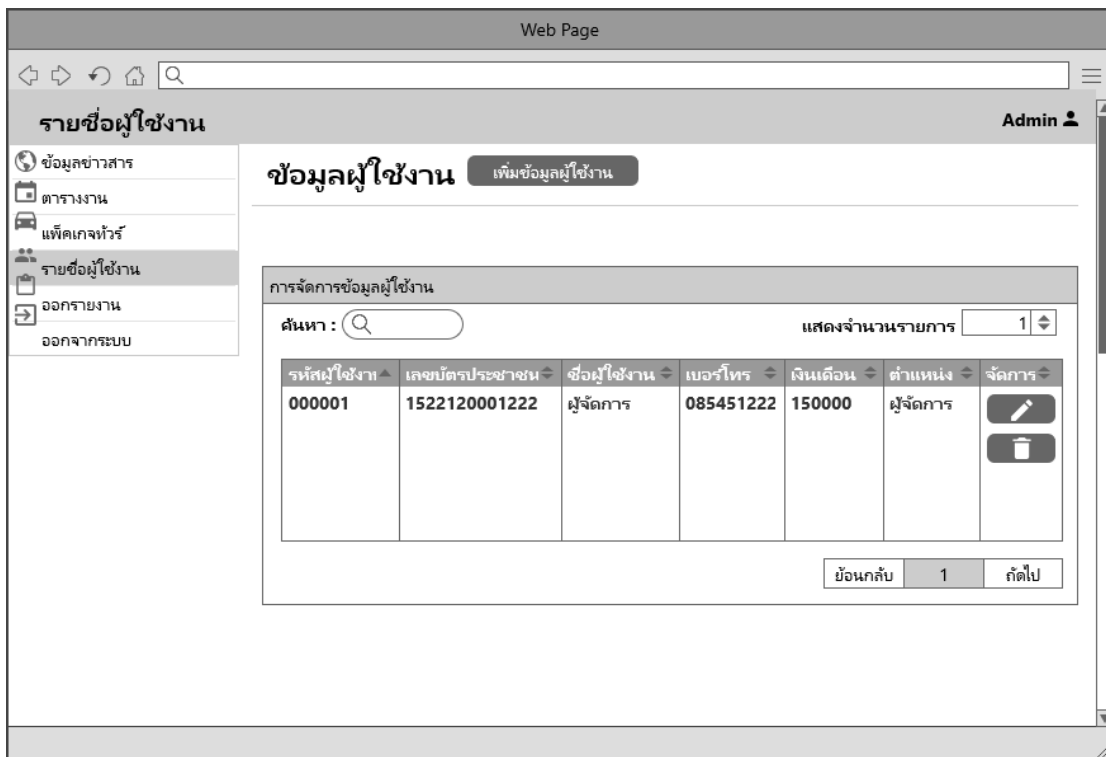 Web Page
รายชื่อผู้ใช้งาน
Admin
ข้อมูลข่าวสาร
ตารางงาน
แพ็คเกจทัวร์
รายชื่อผู้ใช้งาน
ออกรายงาน
ออกจากระบบ
ข้อมูลผู้ใช้งาน เพิ่มข้อมูลผู้ใช้งาน
การจัดการข้อมูลผู้ใช้งาน
ค้นหา : แสดงจำนวนรายการ 1
รหัสผู้ใช้งา เลขบัตรประชาชน ชื่อผู้ใช้งาน เบอร์โทร เงินเดือน ตำแหน่ง จัดการ
000001 1522120001222 ผู้จัดการ 085451222 150000 ผู้จัดการ
ย้อนกลับ 1 ถัดไป